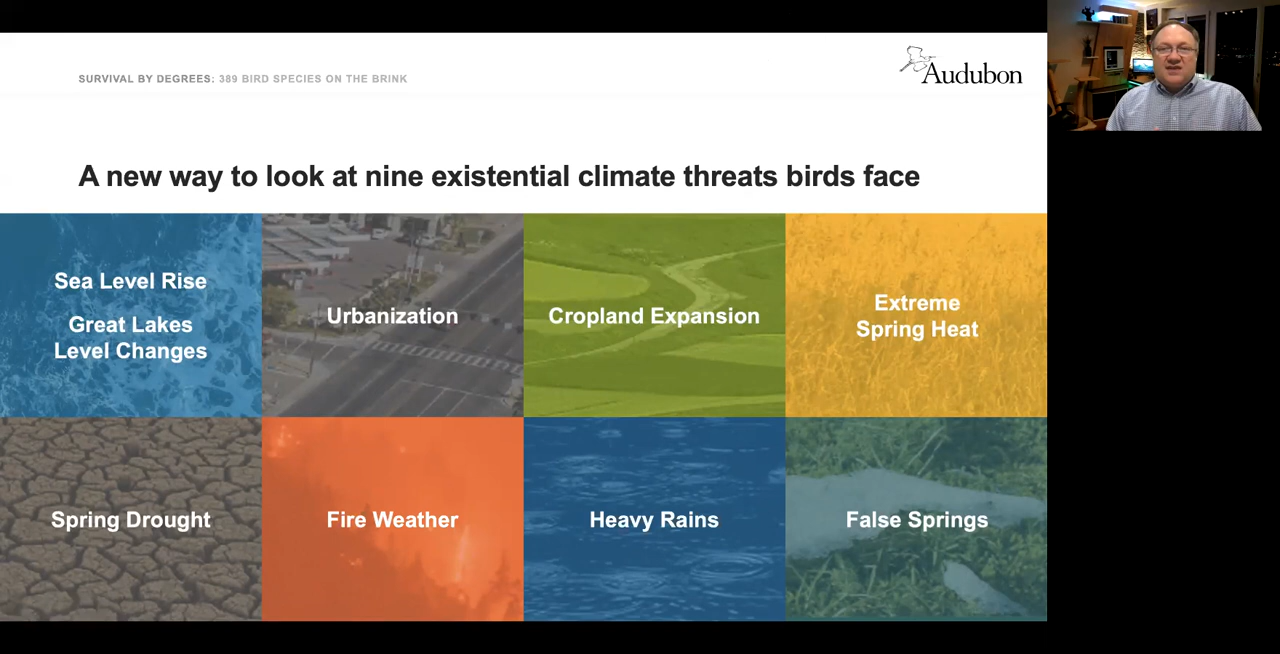 SURVIVAL BY DEGREES: 389 BIRD SPECIES ON THE BRINK
Audubon
A new way to look at nine existential climate threats birds face
Sea Level Rise
Great Lakes
Level Changes
Urbanization
Cropland Expansion
Extreme
Spring Heat
Spring Drought
Fire Weather
Heavy Rains
False Springs